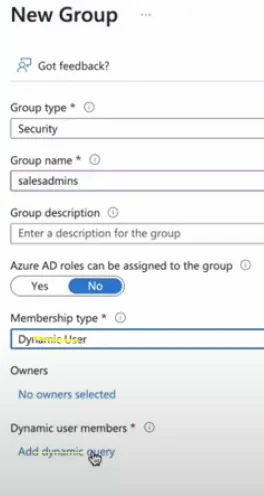 New Group ...
Got feedback?
Group type *
Security
Group name *
salesadmins
Group description
Enter a description for the group
Azure AD roles can be assigned to the group
Yes No
Membership type *
Dynamic User
Owners
No owners selected
Dynamic user members *
Add dynamic query